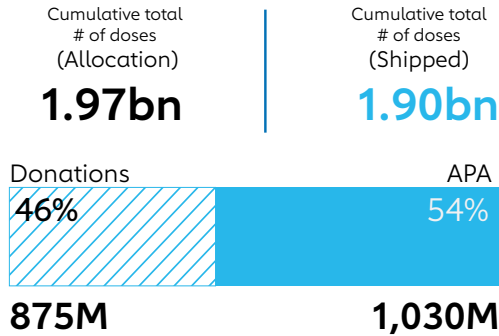 Cumulative total
# of doses
(Allocation)
1.97bn
Cumulative total
# of doses
(Shipped)
1.90bn
Donations
APA
46%
54%
875M
1,030M